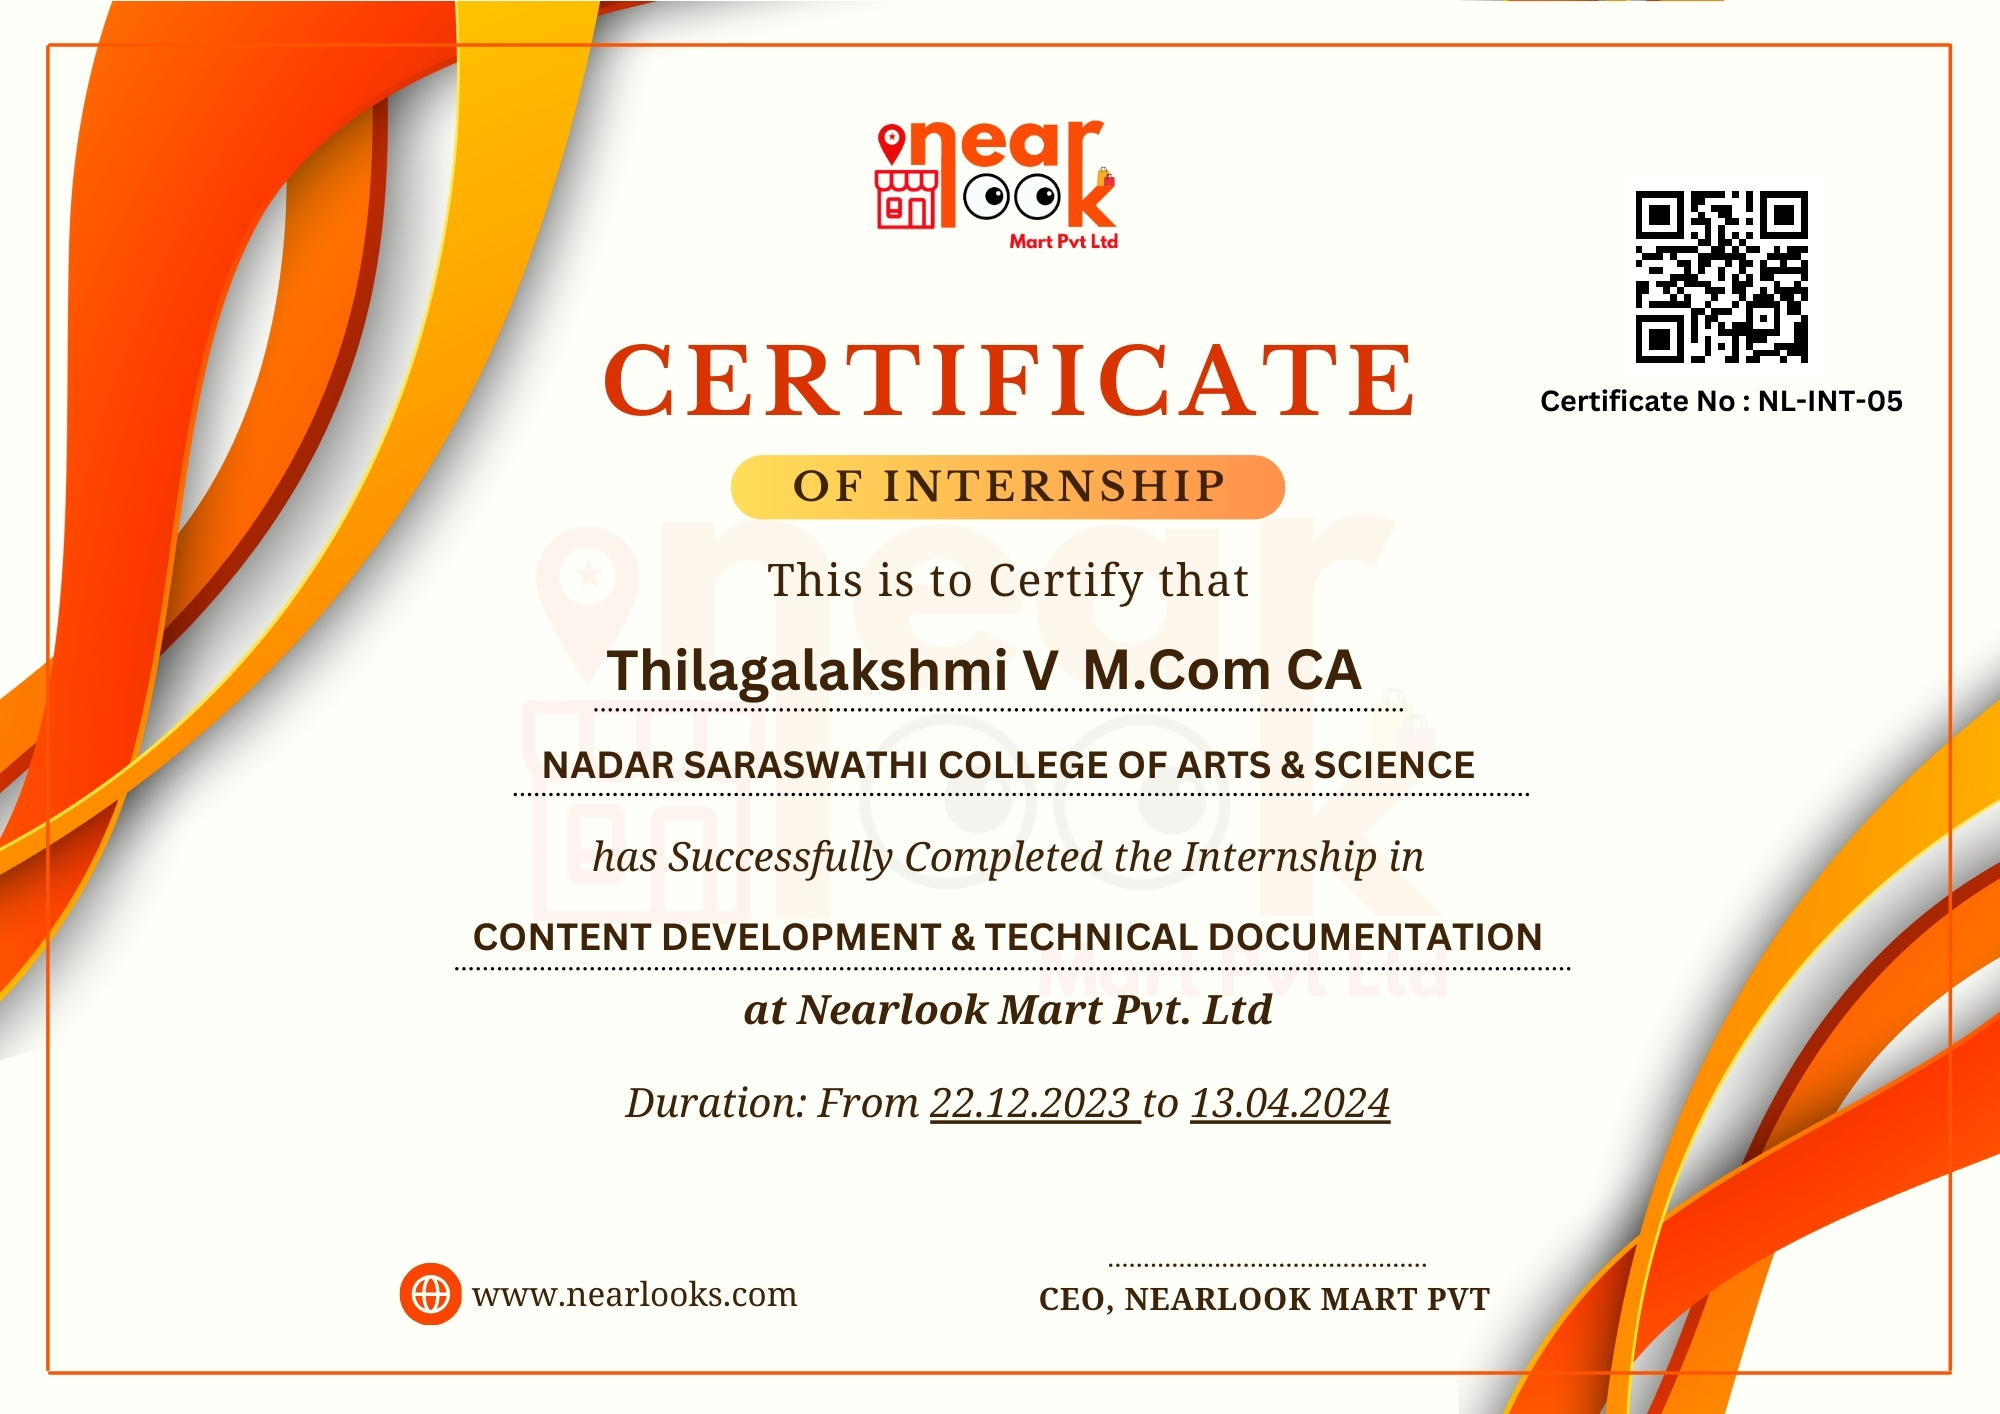 near
look
Mart Pvt Ltd
CERTIFICATE
Certificate No : NL-INT-05
OF INTERNSHIP
This is to Certify that
Thilagalakshmi V M.Com CA
NADAR SARASWATHI COLLEGE OF ARTS & SCIENCE
has Successfully Completed the Internship in
CONTENT DEVELOPMENT & TECHNICAL DOCUMENTATION
at Nearlook Mart Pvt. Ltd
Duration: From 22.12.2023 to 13.04.2024
www.nearlooks.com
CEO, NEARLOOK MART PVT